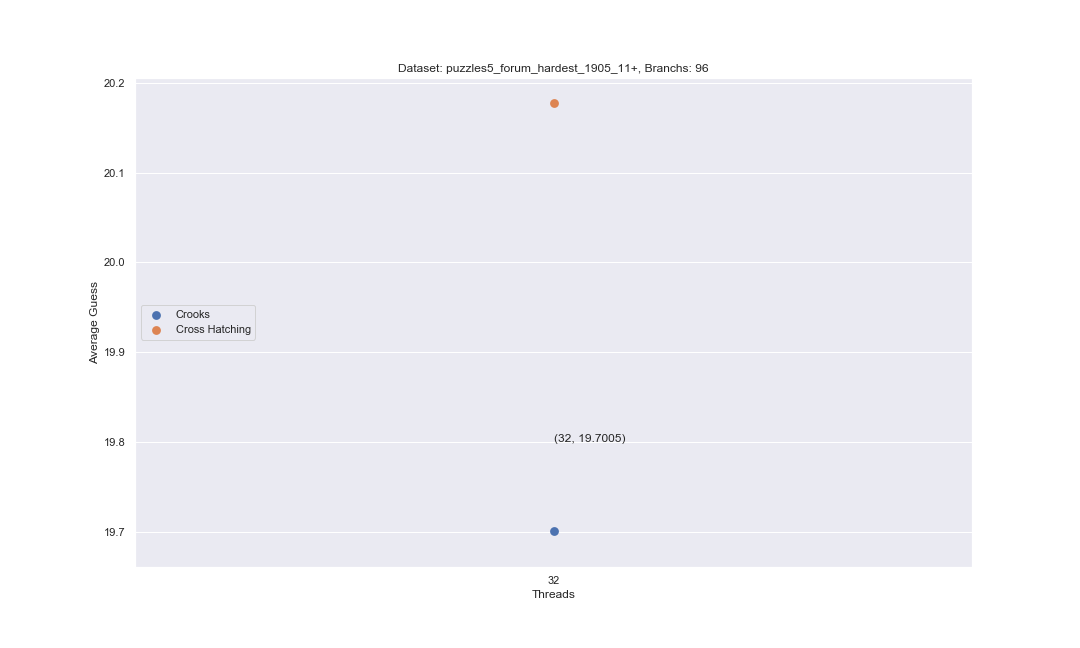 Dataset: puzzles5_forum_hardest_1905_11+, Branchs: 96
20.2
20.1
20.0
19.9
19.8
19.7
Average Guess
Crooks
Cross Hatching
(32, 19.7005)
32
Threads